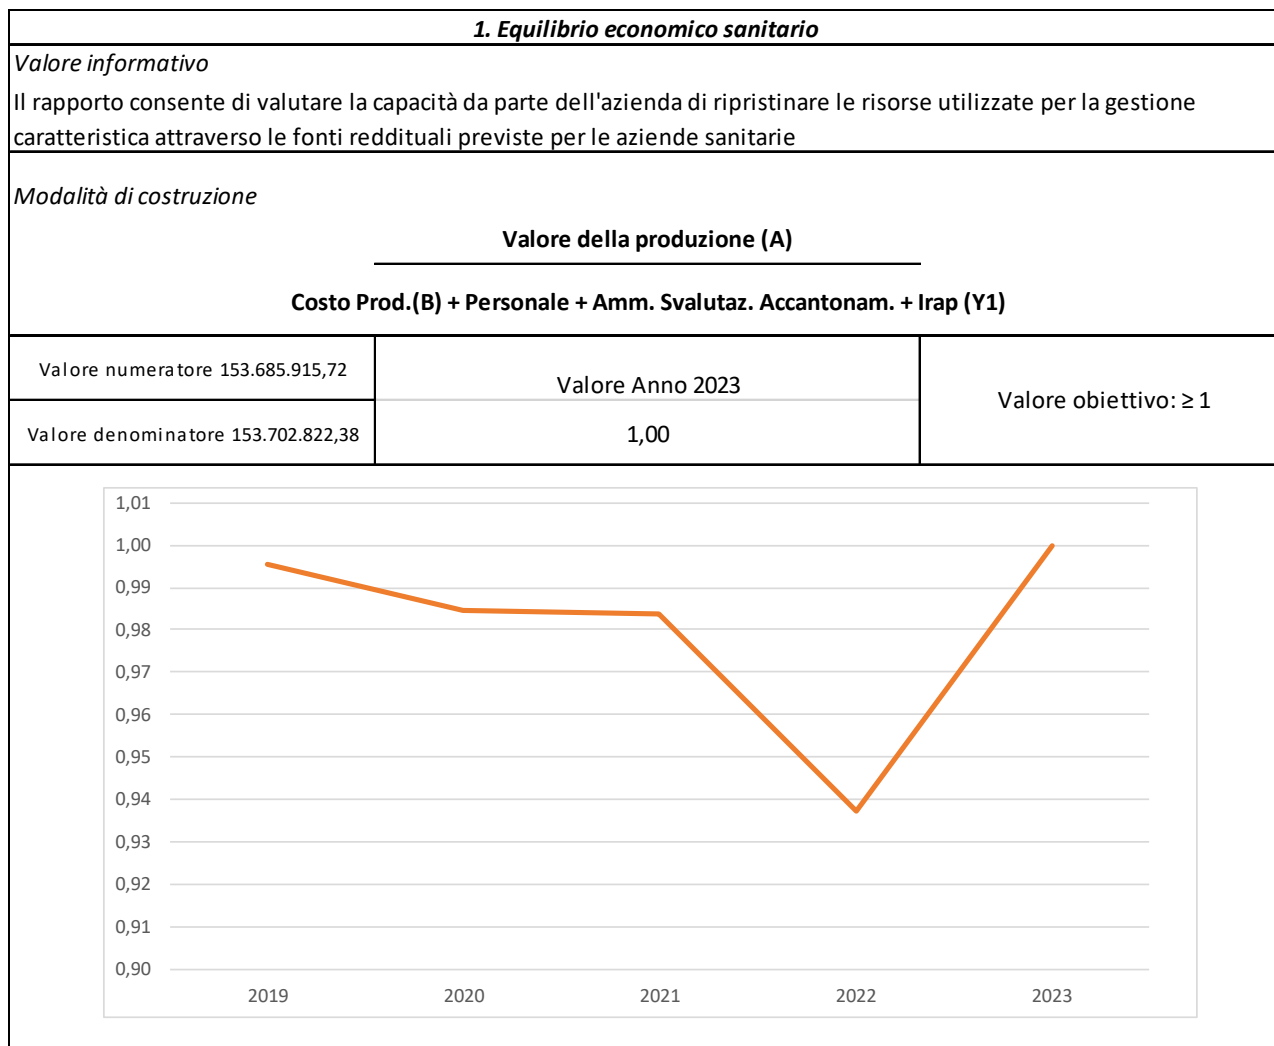 1. Equilibrio economico sanitario
Valore informativo
Il rapporto consente di valutare la capacità da parte dell'azienda di ripristinare le risorse utilizzate per la gestione
caratteristica attraverso le fonti reddituali previste per le aziende sanitarie
Modalità di costruzione
Valore della produzione (A)
Costo Prod.(B) + Personale + Amm. Svalutaz. Accantonam. + Irap (Y1)
Valore numeratore 153.685.915,72
Valore denominatore 153.702.822,38
Valore Anno 2023
1,00
Valore obiettivo: ≥ 1
1,01
1,00
0,99
0,98
0,97
0,96
0,95
0,94
0,93
0,92
0,91
0,90
2019 2020 2021 2022 2023